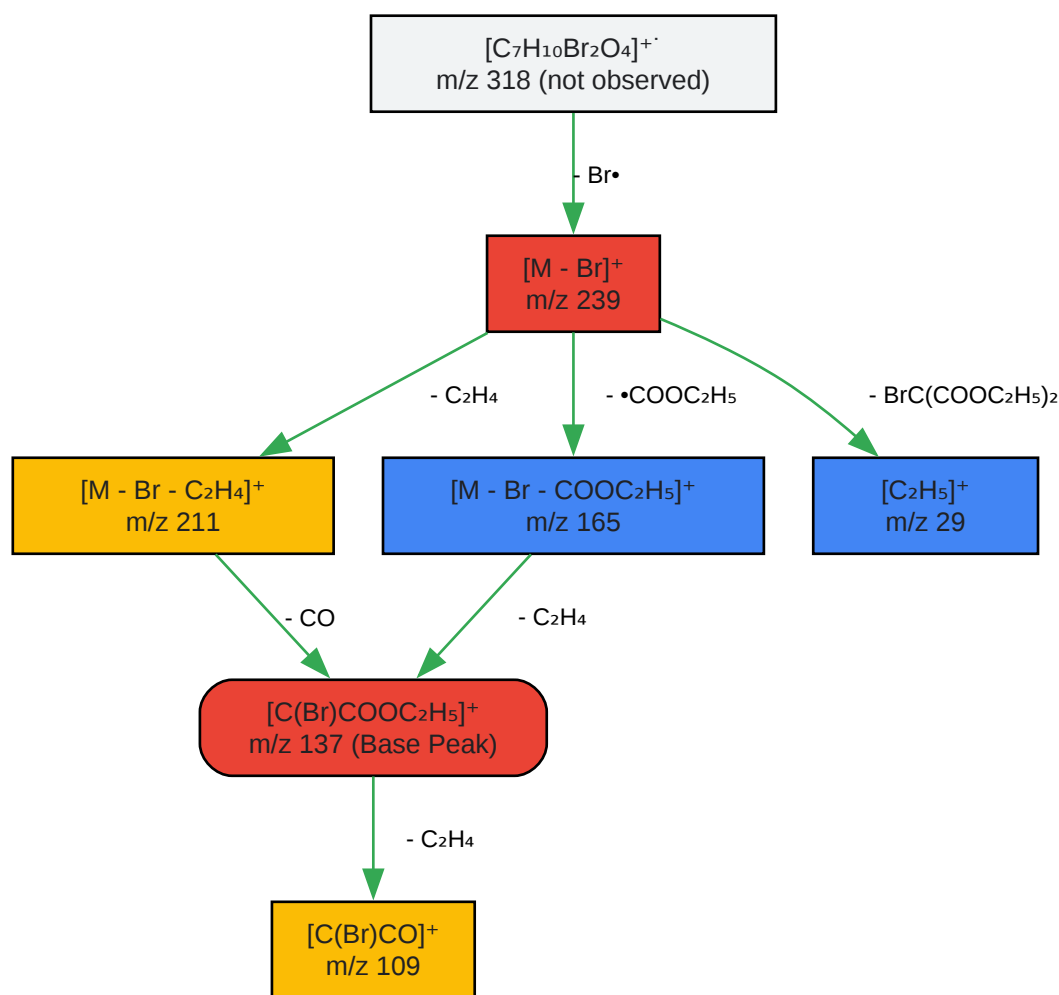 [C₇H₁₀Br₂O₄]⁺˙
m/z 318 (not observed)
- Br•
[M - Br]⁺
m/z 239
- C₂H₄
- •COOC₂H₅
- BrC(COOC₂H₅)₂
[M - Br - C₂H₄]⁺
m/z 211
[M - Br - COOC₂H₅]⁺
m/z 165
[C₂H₅]⁺
m/z 29
- CO
- C₂H₄
[C(Br)COOC₂H₅]⁺
m/z 137 (Base Peak)
- C₂H₄
[C(Br)CO]⁺
m/z 109